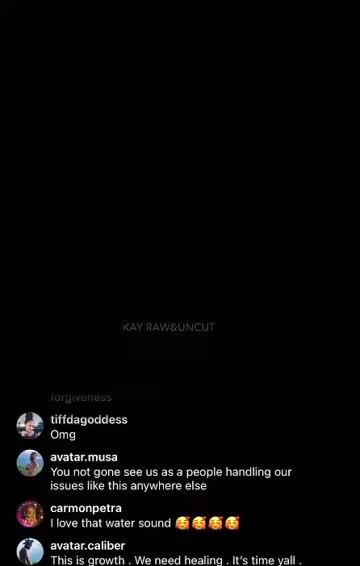 KAY RAW&UNCUT
forgiveness
tiffdagoddess
Omg
avatar.musa
You not gone see us as a people handling our
issues like this anywhere else
carmonpetra
I love that water sound 🥰🥰🥰🥰
avatar.caliber
This is growth . We need healing . It's time yall .